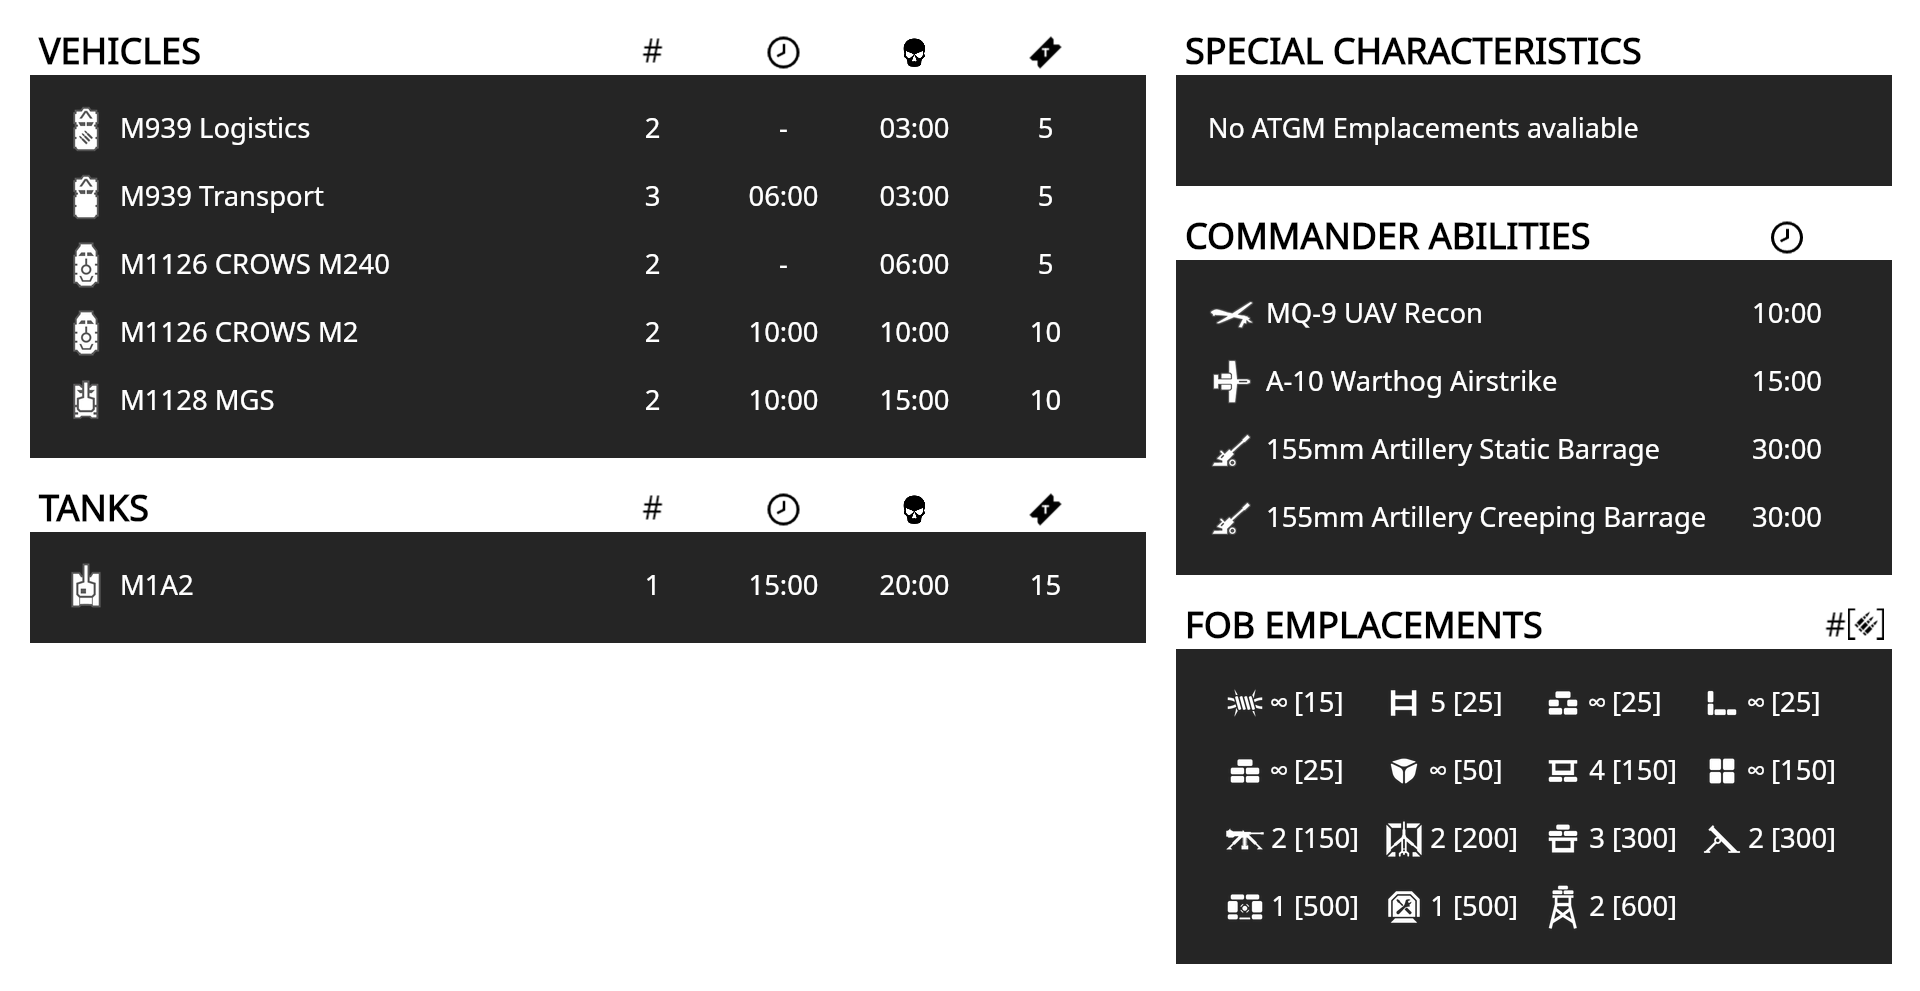 VEHICLES #
M939 Logistics 2 - 03:00 5
M939 Transport 3 06:00 03:00 5
M1126 CROWS M240 2 - 06:00 5
M1126 CROWS M2 2 10:00 10:00 10
M1128 MGS 2 10:00 15:00 10
TANKS #
M1A2 1 15:00 20:00 15
SPECIAL CHARACTERISTICS
No ATGM Emplacements avaliable
COMMANDER ABILITIES
MQ-9 UAV Recon 10:00
A-10 Warthog Airstrike 15:00
155mm Artillery Static Barrage 30:00
155mm Artillery Creeping Barrage 30:00
FOB EMPLACEMENTS #[]
∞ [15] 5 [25] ∞ [25] ∞ [25]
∞ [25] ∞ [50] 4 [150] ∞ [150]
2 [150] 2 [200] 3 [300] 2 [300]
1 [500] 1 [500] 2 [600]